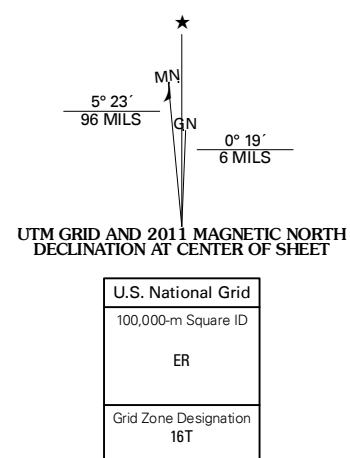 MN
5° 23´
96 MILS
GN
0° 19´
6 MILS
UTM GRID AND 2011 MAGNETIC NORTH
DECLINATION AT CENTER OF SHEET
U.S. National Grid
100,000-m Square ID
ER
Grid Zone Designation
16T